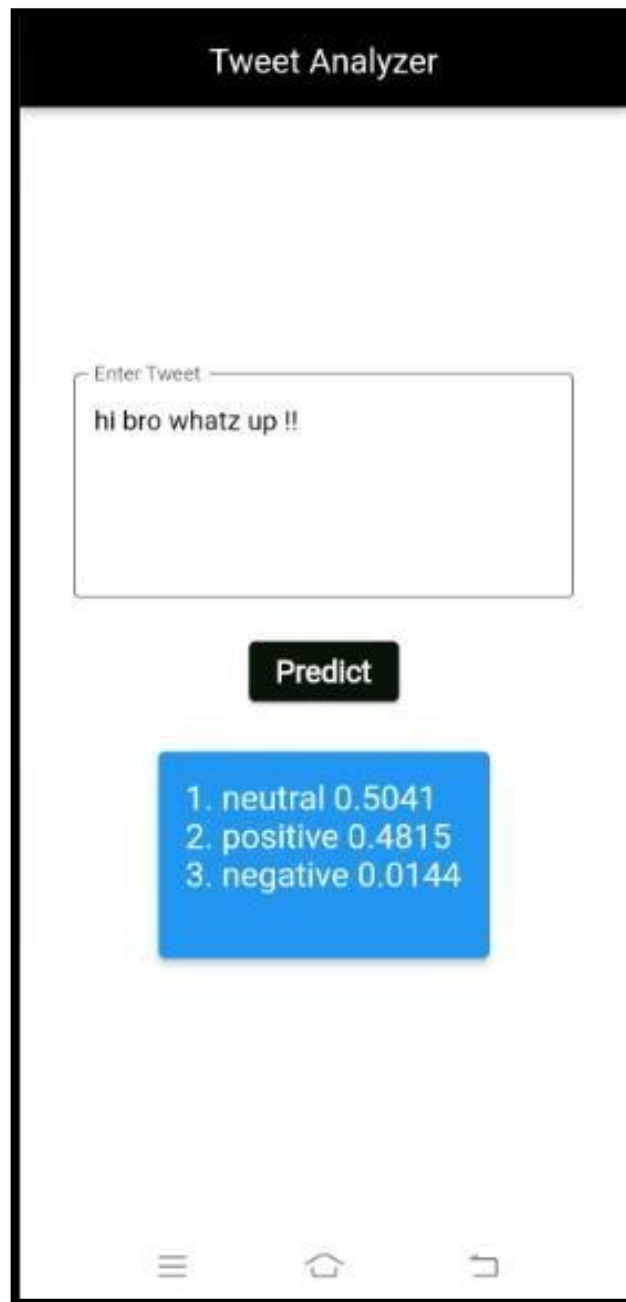 Tweet Analyzer
Enter Tweet
hi bro whatz up !!
Predict
1. neutral 0.5041
2. positive 0.4815
3. negative 0.0144